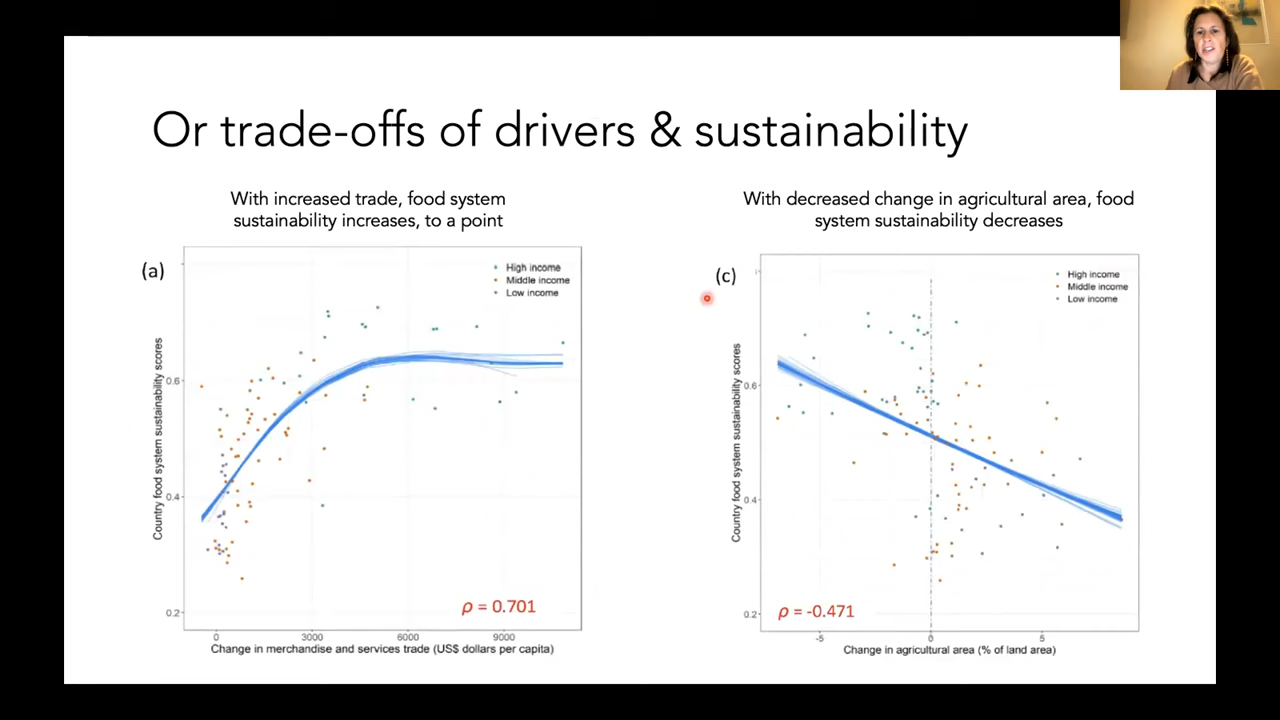 Or trade-offs of drivers & sustainability
With increased trade, food system
sustainability increases, to a point
(a)
High income
Middle income
Low income
Country food system sustainability scores
0.6
0.4
0.2
ρ = 0.701
0
3000
6000
9000
Change in merchandise and services trade (US$ dollars per capita)
With decreased change in agricultural area, food
system sustainability decreases
(c)
High income
Middle income
Low income
Country food system sustainability scores
0.6
0.4
0.2
ρ = -0.471
-5
0
5
Change in agricultural area (% of land area)